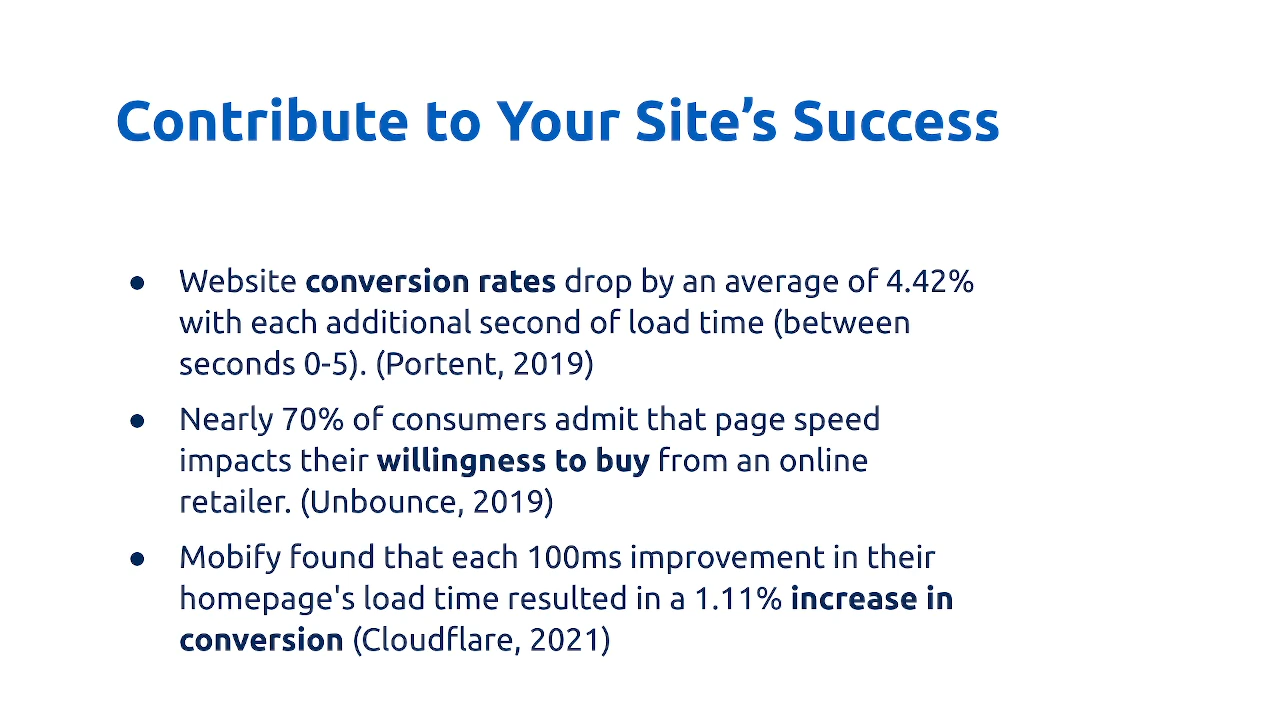 Contribute to Your Site’s Success
● Website conversion rates drop by an average of 4.42%
with each additional second of load time (between
seconds 0-5). (Portent, 2019)
● Nearly 70% of consumers admit that page speed
impacts their willingness to buy from an online
retailer. (Unbounce, 2019)
● Mobify found that each 100ms improvement in their
homepage's load time resulted in a 1.11% increase in
conversion (Cloudflare, 2021)